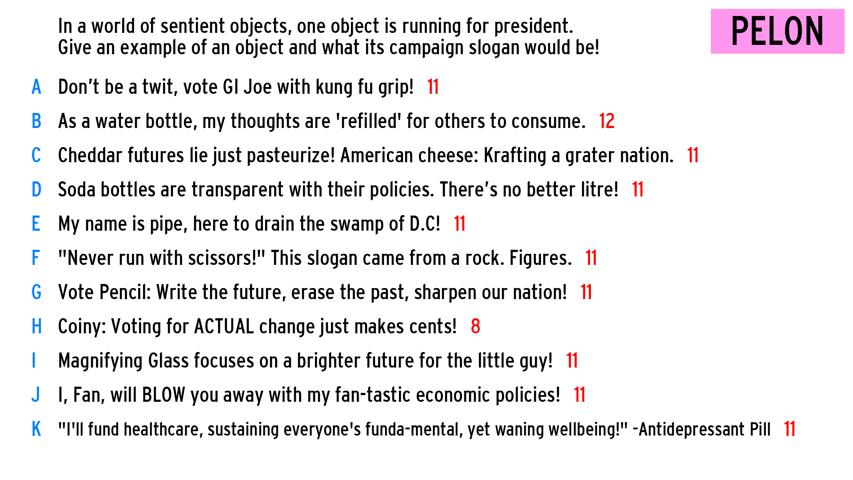 In a world of sentient objects, one object is running for president.
Give an example of an object and what its campaign slogan would be!
PELON
A Don't be a twit, vote GI Joe with kung fu grip! 11
B As a water bottle, my thoughts are 'refilled' for others to consume. 12
C Cheddar futures lie just pasteurize! American cheese: Krafting a grater nation. 11
D Soda bottles are transparent with their policies. There's no better litre! 11
E My name is pipe, here to drain the swamp of D.C! 11
F "Never run with scissors!" This slogan came from a rock. Figures. 11
G Vote Pencil: Write the future, erase the past, sharpen our nation! 11
H Coiny: Voting for ACTUAL change just makes cents! 8
I Magnifying Glass focuses on a brighter future for the little guy! 11
J I, Fan, will BLOW you away with my fan-tastic economic policies! 11
K "I'll fund healthcare, sustaining everyone's funda-mental, yet waning wellbeing!" -Antidepressant Pill 11